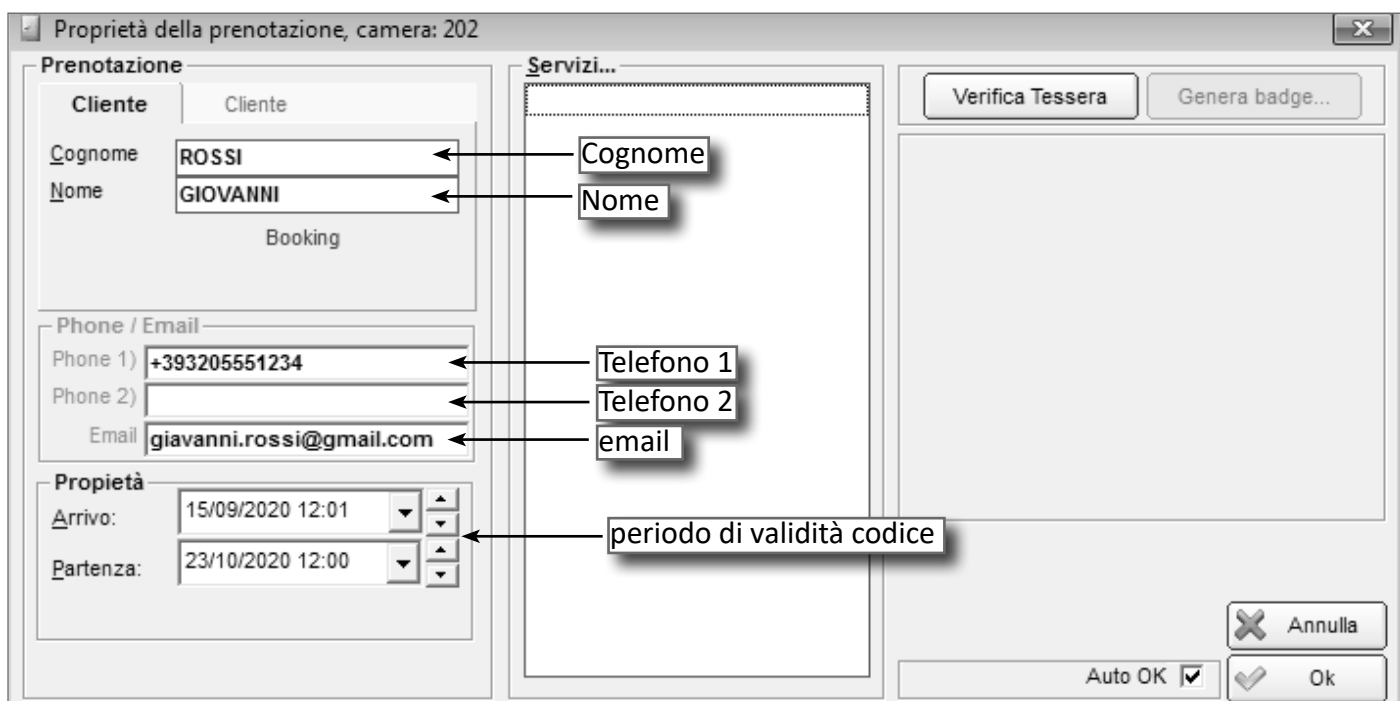 Proprietà della prenotazione, camera: 202
Prenotazione
Cliente
Cliente
Cognome
ROSSI
Nome
GIOVANNI
Booking
Phone / Email
Phone 1)
+393205551234
Phone 2)
Email
giavanni.rossi@gmail.com
Propietà
Arrivo:
15/09/2020 12:01
Partenza:
23/10/2020 12:00
Servizi...
Cognome
Nome
Telefono 1
Telefono 2
email
periodo di validità codice
Verifica Tessera
Genera badge...
Annulla
Auto OK
Ok